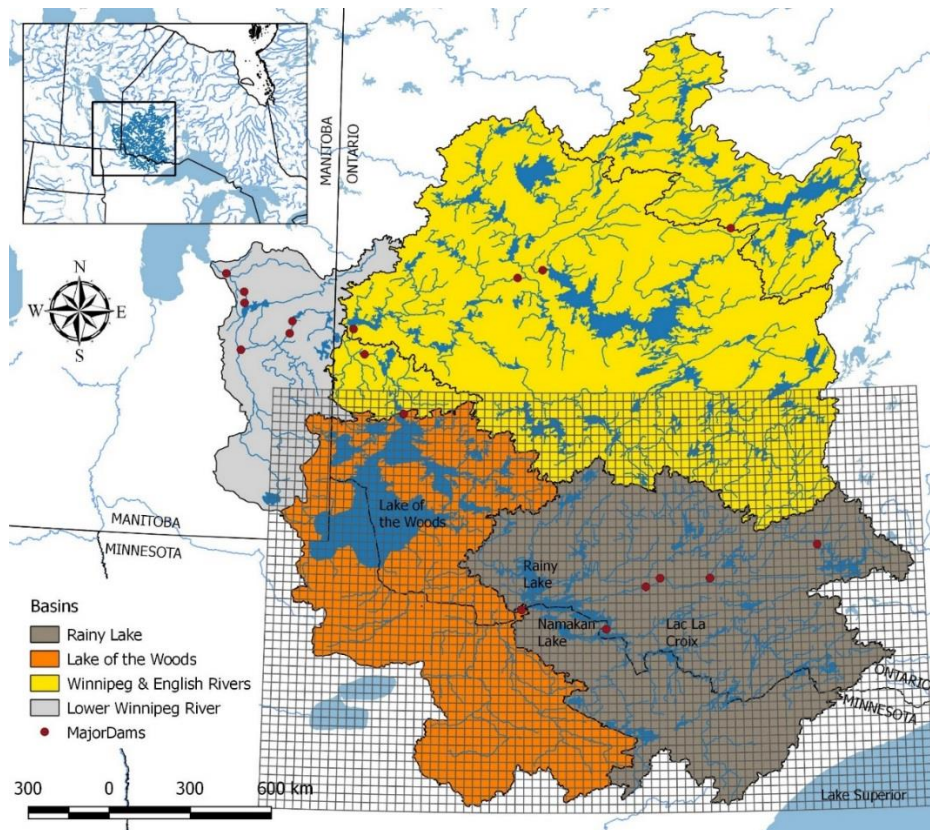 MANITOBA
ONTARIO
N
W
E
S
Lake of
the Woods
MANITOBA
MINNESOTA
Rainy
Lake
Namakan
Lake
Lac La
Croix
Basins
Rainy Lake
Lake of the Woods
Winnipeg & English Rivers
Lower Winnipeg River
MajorDams
ONTARIO
MINNESOTA
300 0 300 600 km
Lake Superior